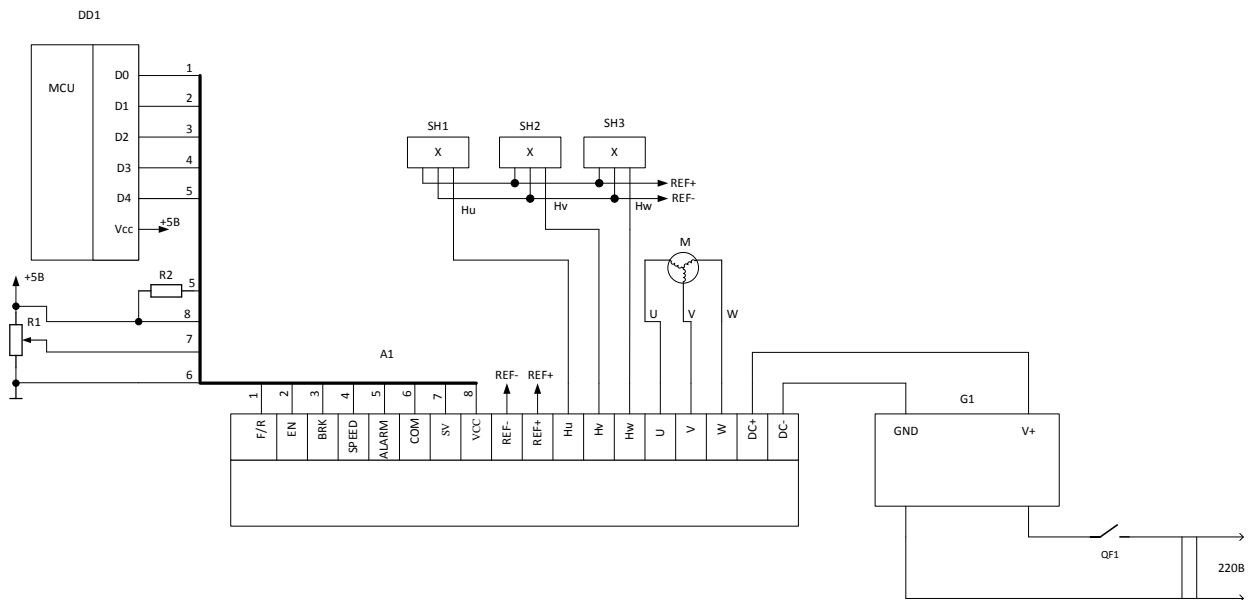 DD1
MCU
D0
D1
D2
D3
D4
Vcc
1
2
3
4
5
+5В
+5В
R1
R2
5
8
7
6
SH1
SH2
SH3
X
X
X
REF+
REF-
Hu
Hv
Hw
M
U
V
W
A1
REF-
REF+
1
2
3
4
5
6
7
8
F/R
EN
BRK
SPEED
ALARM
COM
SV
VCC
REF-
REF+
Hu
Hv
Hw
U
V
W
DC+
DC-
G1
GND
V+
QF1
220В